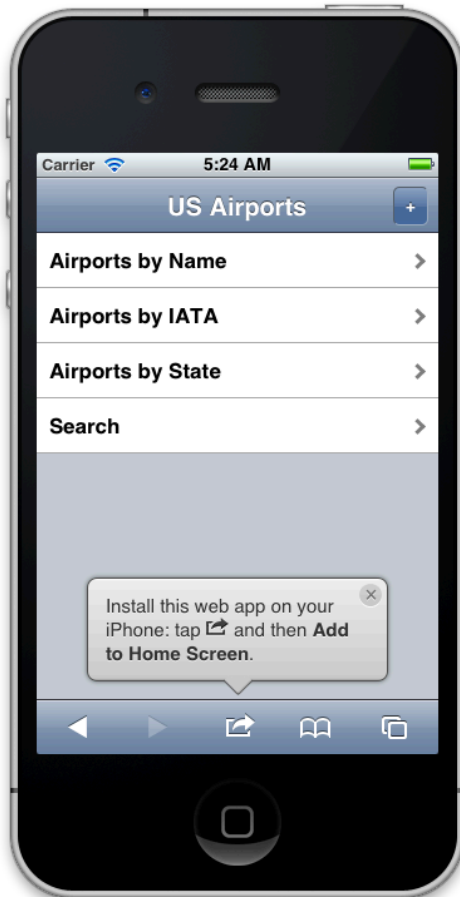 Carrier 5:24 AM
US Airports +
Airports by Name
Airports by IATA
Airports by State
Search
Install this web app on your
iPhone: tap and then Add
to Home Screen.